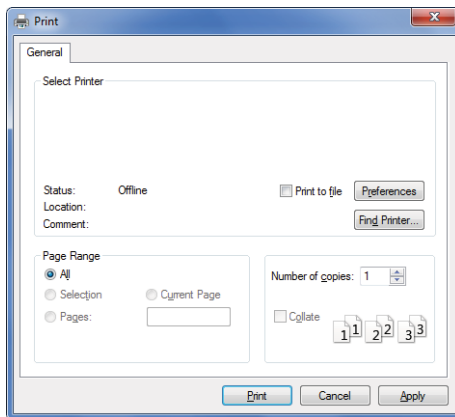 Print
General
Select Printer
Status: Offline
Print to file
Preferences
Location:
Comment:
Find Printer...
Page Range
All
Selection
Current Page
Pages:
Number of copies: 1
Collate
1 1 2 2 3 3
Print
Cancel
Apply